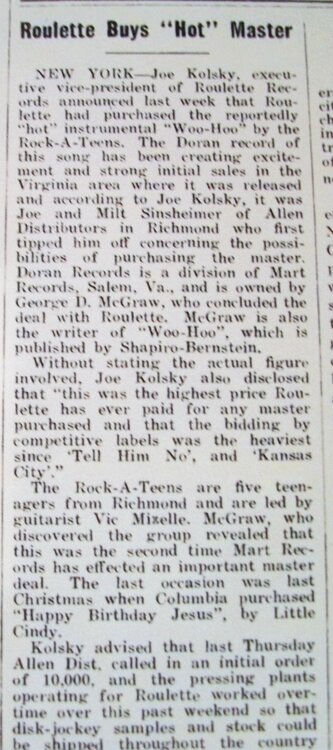 Roulette Buys "Hot" Master
NEW YORK—Joe Kolsky, execu-
tive vice-president of Roulette Rec-
ords announced last week that Rou-
lette had purchased the reportedly
"hot" instrumental "Woo-Hoo" by the
Rock-A-Teens. The Doran record of
this song has been creating excite-
ment and strong initial sales in the
Virginia area where it was released
and according to Joe Kolsky, it was
Joe and Milt Sinsheimer of Allen
Distributors in Richmond who first
tipped him off concerning the possi-
bilities of purchasing the master.
Doran Records is a division of Mart
Records, Salem, Va., and is owned by
George D. McGraw, who concluded the
deal with Roulette. McGraw is also
the writer of "Woo-Hoo", which is
published by Shapiro-Bernstein.
Without stating the actual figure
involved, Joe Kolsky also disclosed
that "this was the highest price Rou-
lette has ever paid for any master
purchased and that the bidding by
competitive labels was the heaviest
since 'Tell Him No', and 'Kansas
City'."
The Rock-A-Teens are five teen-
agers from Richmond and are led by
guitarist Vic Mizelle. McGraw, who
discovered the group revealed that
this was the second time Mart Rec-
ords has effected an important master
deal. The last occasion was last
Christmas when Columbia purchased
"Happy Birthday Jesus", by Little
Cindy.
Kolsky advised that last Thursday
Allen Dist. called in an initial order
of 10,000, and the pressing plants
operating for Roulette worked over-
time over this past weekend so that
disk-jockey samples and stock could
be shipped throughout the country